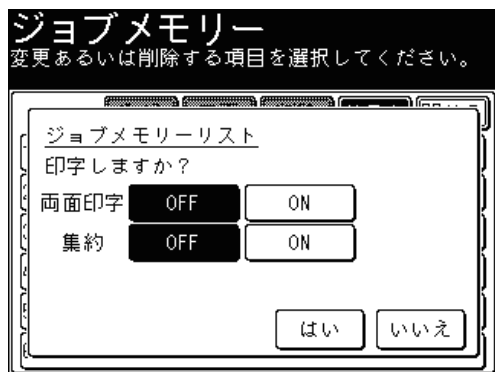 ジョブメモリー
変更あるいは削除する項目を選択してください。
ジョブメモリーリスト
印字しますか？
両面印字 OFF ON
集約 OFF ON
はい いいえ